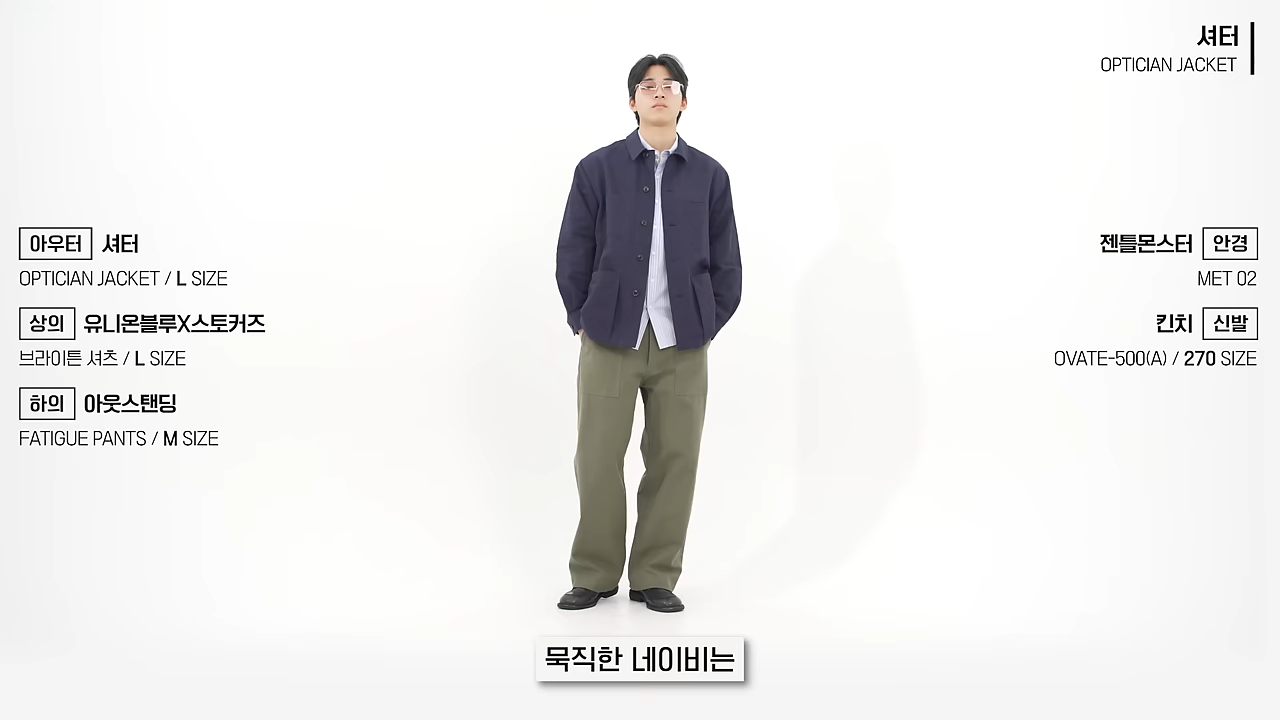 셔터
OPTICIAN JACKET
아우터 셔터
OPTICIAN JACKET / L SIZE
상의 유니온블루X스토커즈
브라이튼 셔츠 / L SIZE
하의 아웃스탠딩
FATIGUE PANTS / M SIZE
젠틀몬스터 안경
MET 02
킨치 신발
OVATE-500(A) / 270 SIZE
묵직한 네이비는